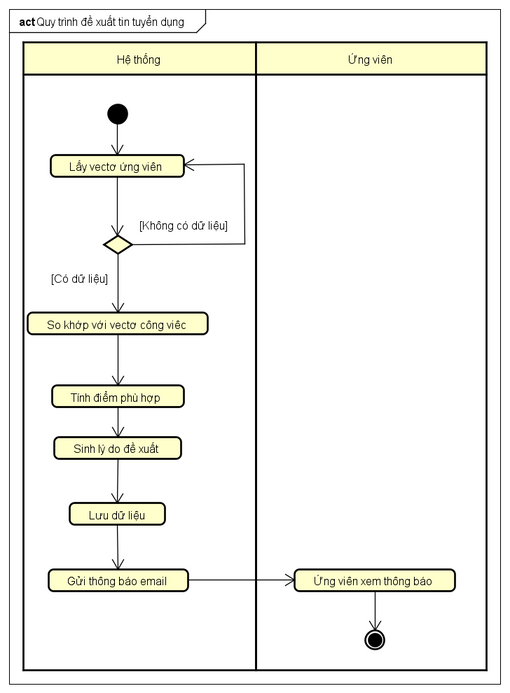 act Quy trình đề xuất tin tuyển dụng
Hệ thống
Ứng viên
Lấy vectơ ứng viên
[Không có dữ liệu]
[Có dữ liệu]
So khớp với vectơ công viêc
Tính điểm phù hợp
Sinh lý do đề xuất
Lưu dữ liệu
Gửi thông báo email
Ứng viên xem thông báo